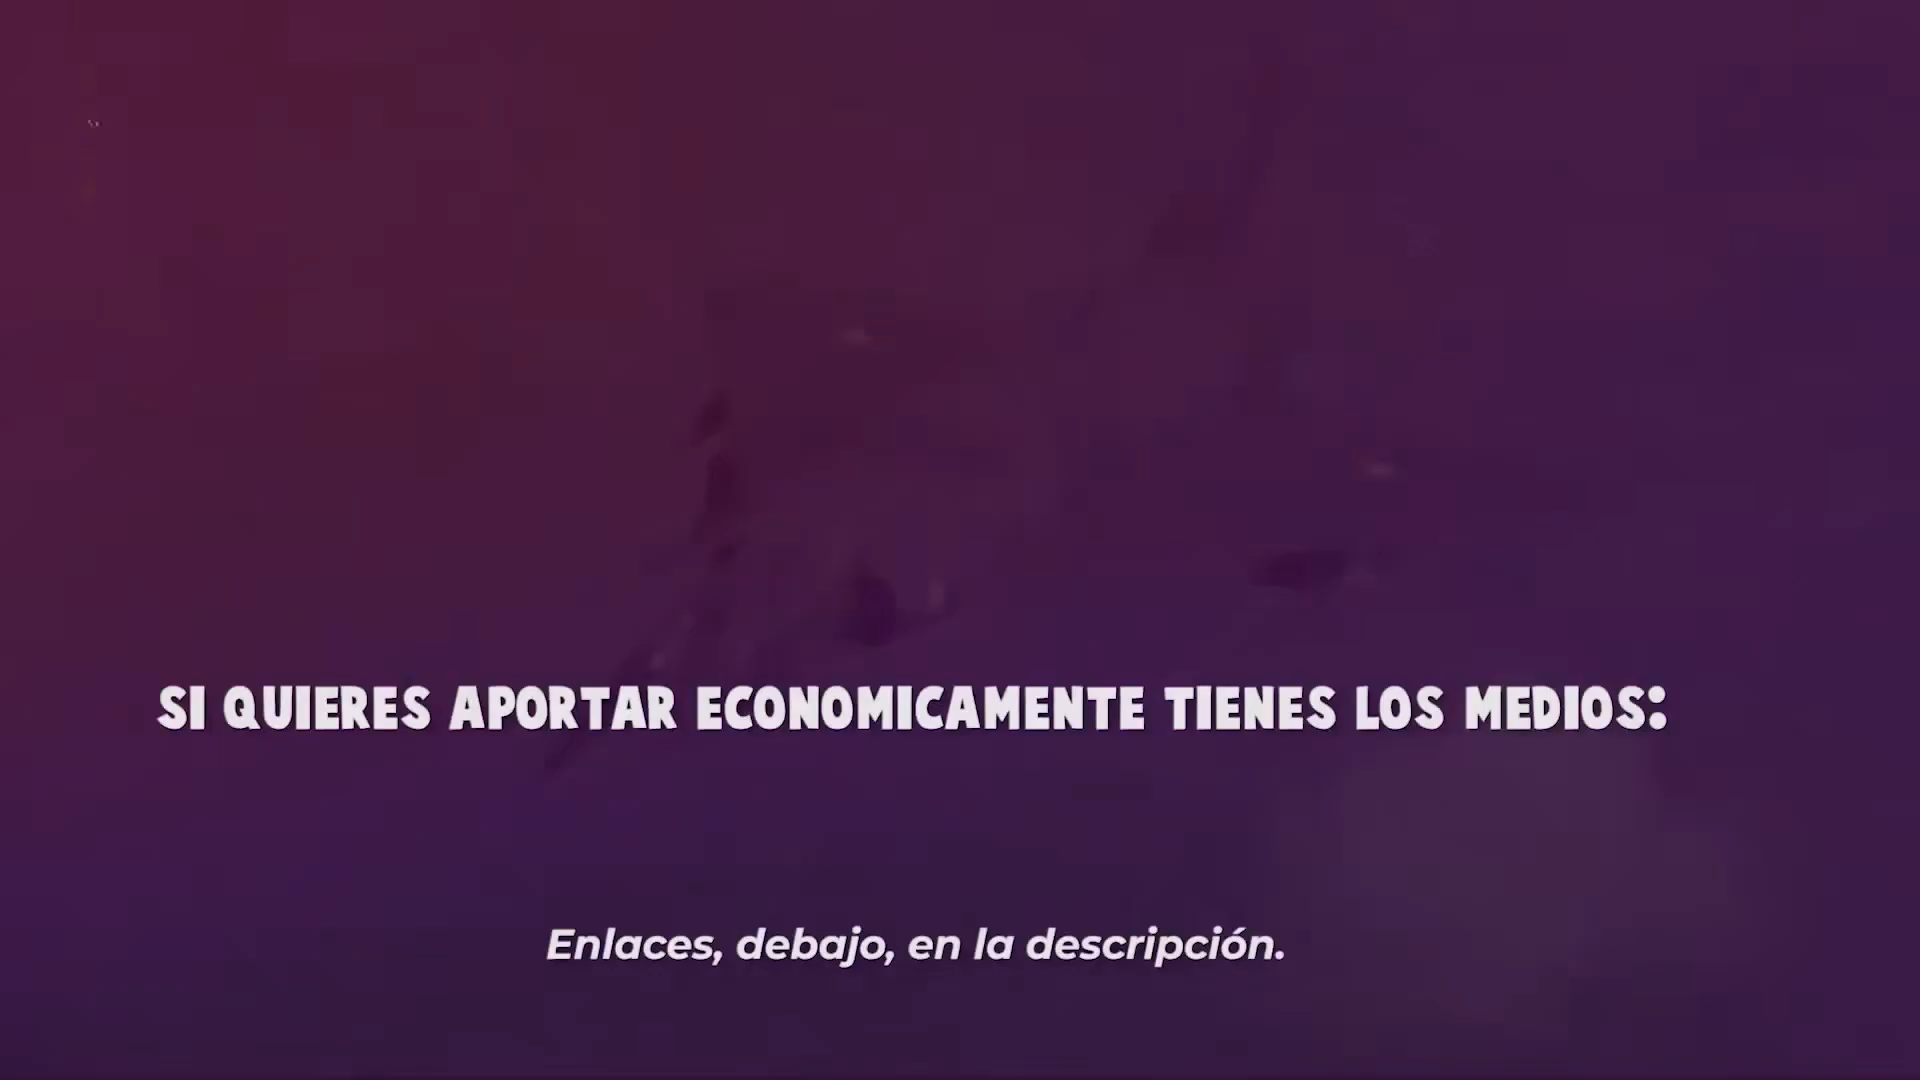 SI QUIERES APORTAR ECONOMICAMENTE TIENES LOS MEDIOS:
Enlaces, debajo, en la descripción.